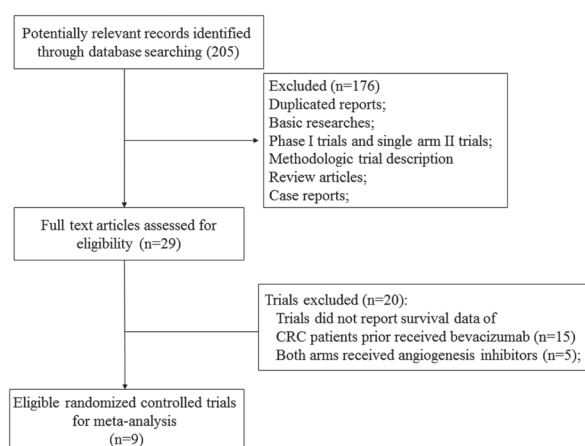 Potentially relevant records identified
through database searching (205)
Excluded (n=176)
Duplicated reports;
Basic researches;
Phase I trials and single arm II trials;
Methodologic trial description
Review articles;
Case reports;
Full text articles assessed for
eligibility (n=29)
Trials excluded (n=20):
Trials did not report survival data of
CRC patients prior received bevacizumab (n=15)
Both arms received angiogenesis inhibitors (n=5);
Eligible randomized controlled trials
for meta-analysis
(n=9)